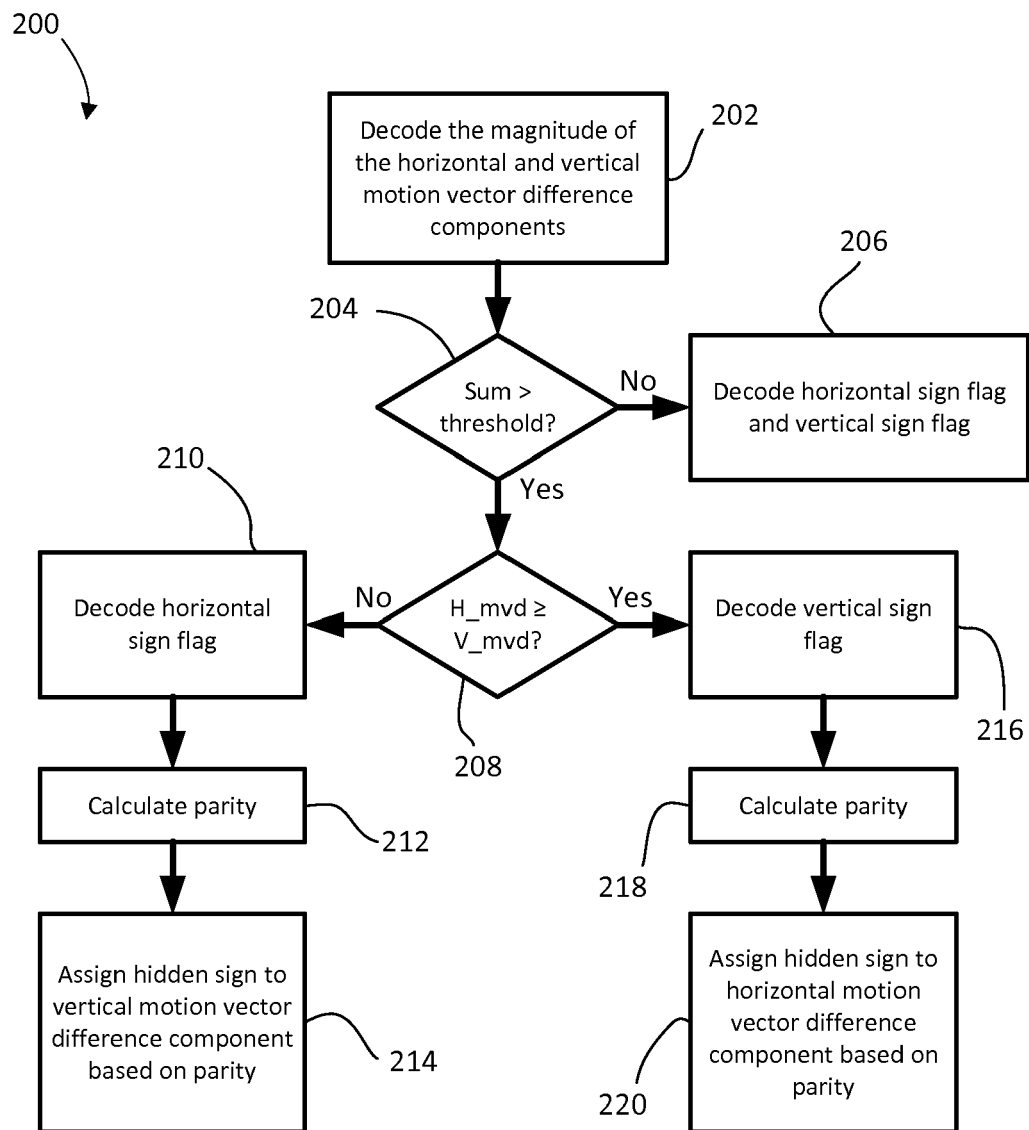 200
Decode the magnitude of
the horizontal and vertical
motion vector difference
components
202
204
206
Sum >
threshold?
No
Decode horizontal sign flag
and vertical sign flag
Yes
210
Decode horizontal
sign flag
No
H_mvd ≥
V_mvd?
Yes
Decode vertical sign
flag
208
216
Calculate parity
212
Calculate parity
218
Assign hidden sign to
vertical motion vector
difference component
based on parity
214
Assign hidden sign to
horizontal motion
vector difference
component based on
parity
220